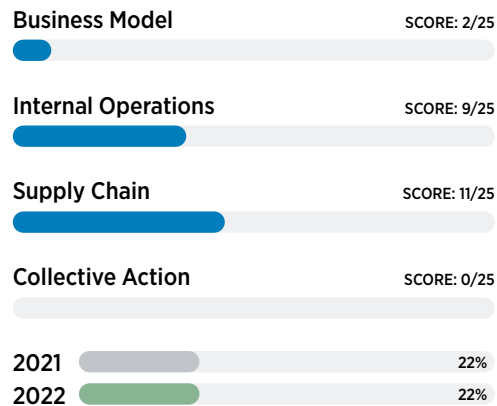 Business Model SCORE: 2/25
Internal Operations SCORE: 9/25
Supply Chain SCORE: 11/25
Collective Action SCORE: 0/25
2021 22%
2022 22%